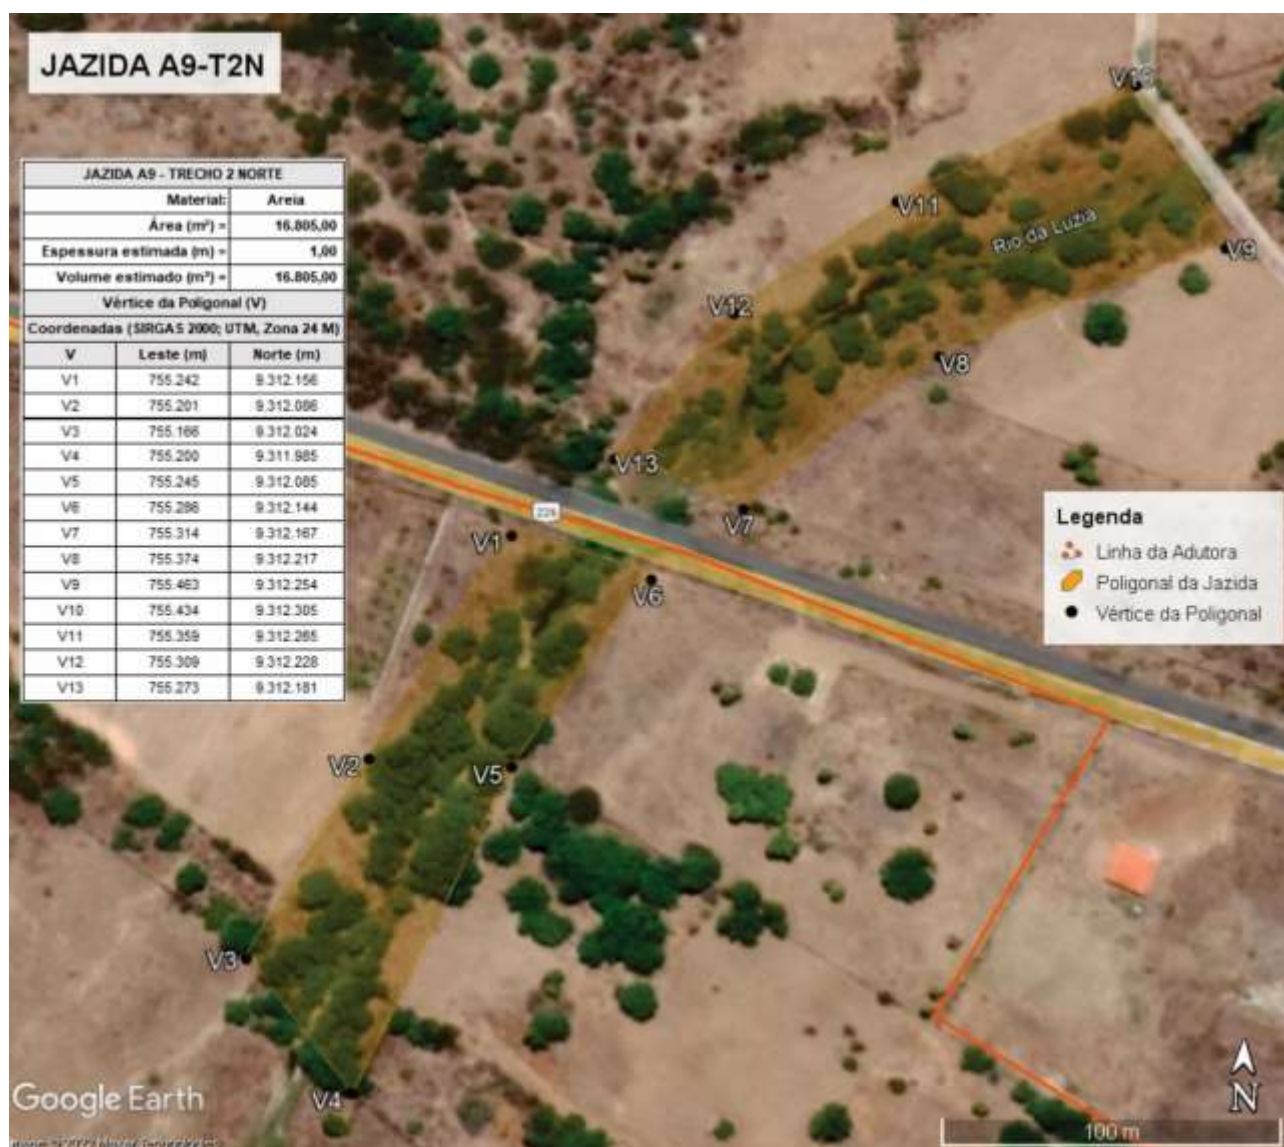 JAZIDA A9-T2N
JAZIDA A9 - TRECHO 2 NORTE
Material: Areia
Área (m²) = 16.805,00
Espessura estimada (m) = 1,00
Volume estimado (m³) = 16.805,00
Vértice da Poligonal (V)
Coordenadas (SIRGAS 2000; UTM, Zona 24 M)
V Leste (m) Norte (m)
V1 755.242 9.312.156
V2 755.201 9.312.086
V3 755.166 9.312.024
V4 755.200 9.311.985
V5 755.245 9.312.085
V6 755.286 9.312.144
V7 755.314 9.312.167
V8 755.374 9.312.217
V9 755.463 9.312.254
V10 755.434 9.312.305
V11 755.359 9.312.265
V12 755.309 9.312.228
V13 755.273 9.312.181
V10
V11
Rio da Luzia
V9
V12
V8
V13
V7
226
V1
V6
V2
V5
V3
V4
Legenda
Linha da Adutora
Poligonal da Jazida
Vértice da Poligonal
Google Earth
N
100 m